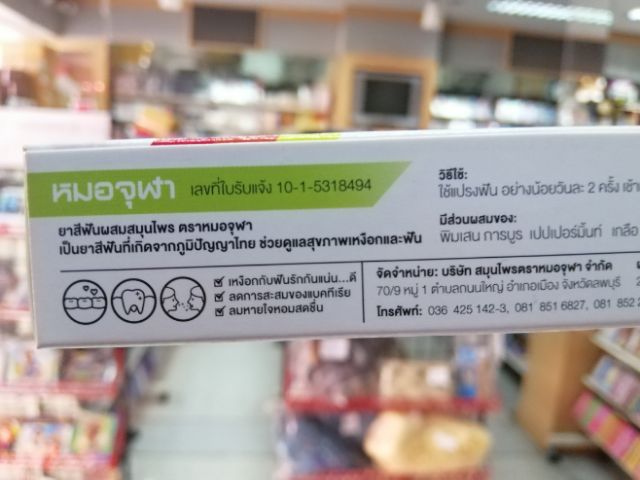 หมอจุฬา เลขที่ใบรับแจ้ง 10-1-5318494
ยาสีฟันผสมสมุนไพร ตราหมอจุฬา
เป็นยาสีฟันที่เกิดจากภูมิปัญญาไทย ช่วยดูแลสุขภาพเหงือกและฟัน
เหงือกกับฟันรักกันแน่น...ดี
ลดการสะสมของแบคทีเรีย
ลมหายใจหอมสดชื่น
วิธีใช้:
ใช้แปรงฟัน อย่างน้อยวันละ 2 ครั้ง เช้า
มีส่วนผสมของ:
พิมเสน การบูร เปปเปอร์มิ้นท์ เกลือ
จัดจำหน่าย: บริษัท สมุนไพรตราหมอจุฬา จำกัด
70/9 หมู่ 1 ตำบลถนนใหญ่ อำเภอเมือง จังหวัดลพบุรี
โทรศัพท์: 036 425 142-3, 081 851 6827, 081 852 2